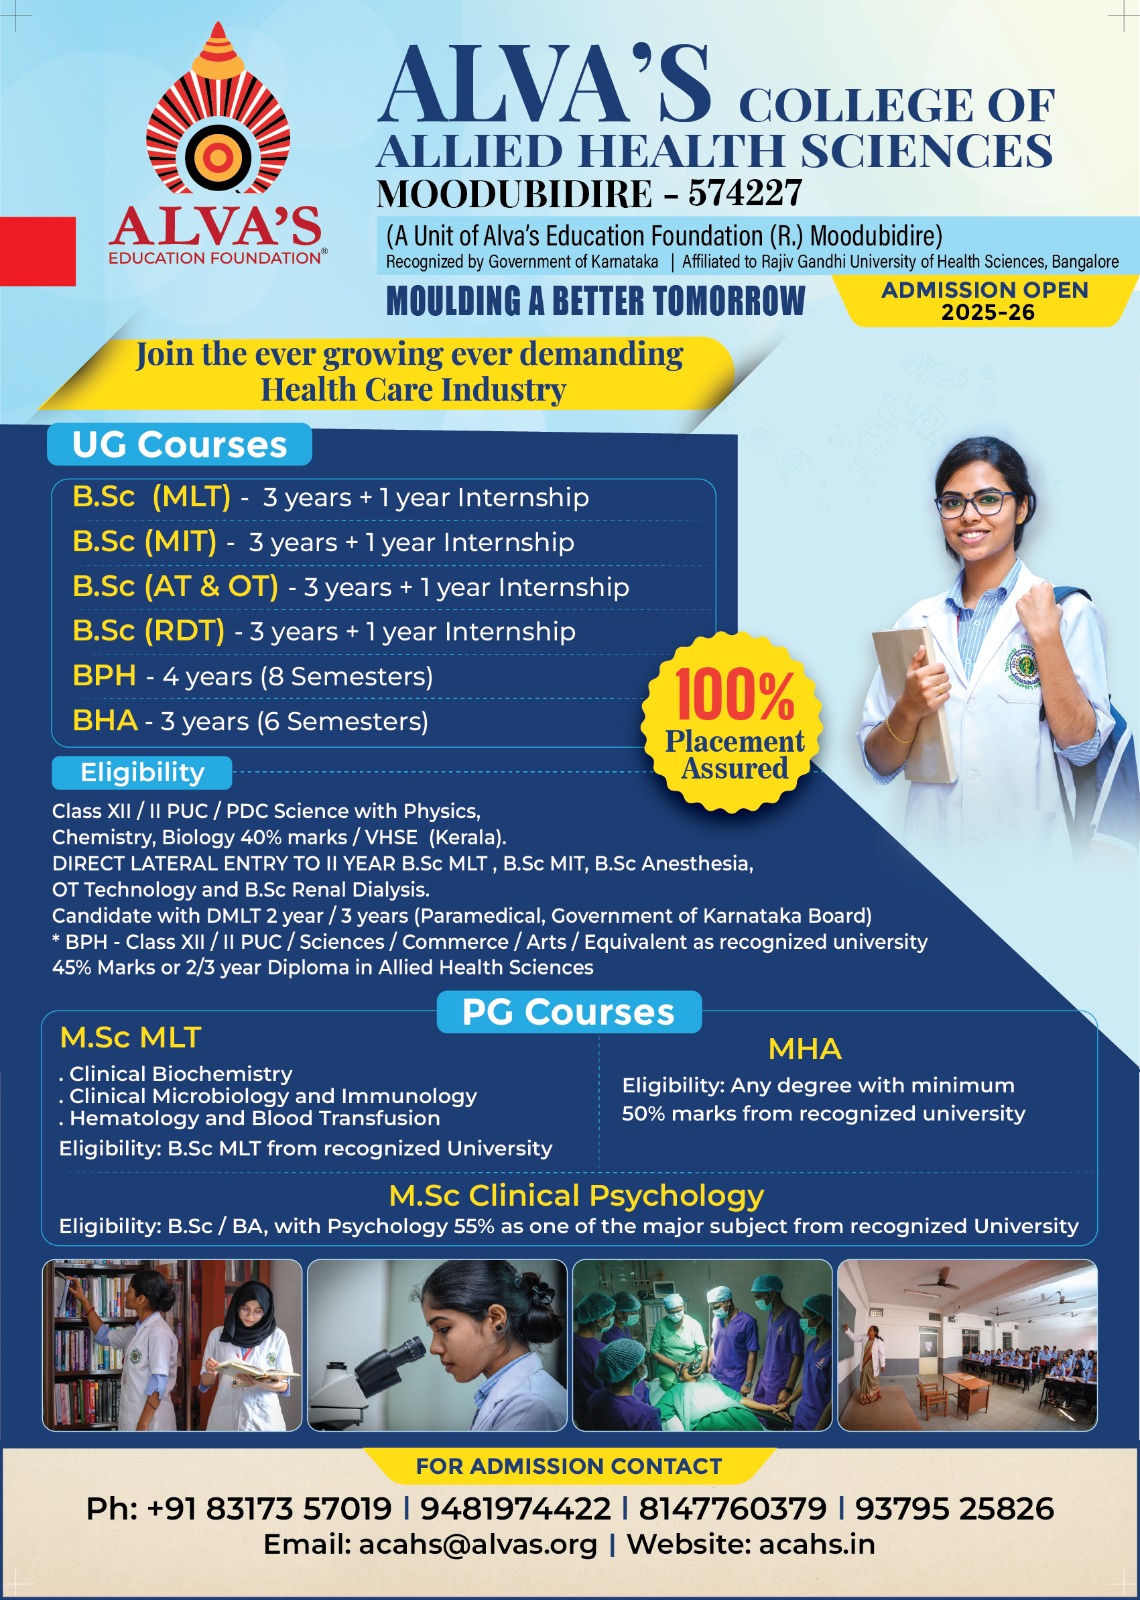 ALVA'S
EDUCATION FOUNDATION®
ALVA'S COLLEGE OF
ALLIED HEALTH SCIENCES
MOODUBIDIRE - 574227
(A Unit of Alva's Education Foundation (R.) Moodubidire)
Recognized by Government of Karnataka | Affiliated to Rajiv Gandhi University of Health Sciences, Bangalore
MOULDING A BETTER TOMORROW
ADMISSION OPEN
2025-26
Join the ever growing ever demanding
Health Care Industry
UG Courses
B.Sc (MLT) - 3 years + 1 year Internship
B.Sc (MIT) - 3 years + 1 year Internship
B.Sc (AT & OT) - 3 years + 1 year Internship
B.Sc (RDT) - 3 years + 1 year Internship
BPH - 4 years (8 Semesters)
BHA - 3 years (6 Semesters)
100%
Placement
Assured
Eligibility
Class XII / II PUC / PDC Science with Physics,
Chemistry, Biology 40% marks / VHSE (Kerala).
DIRECT LATERAL ENTRY TO II YEAR B.Sc MLT , B.Sc MIT, B.Sc Anesthesia,
OT Technology and B.Sc Renal Dialysis.
Candidate with DMLT 2 year / 3 years (Paramedical, Government of Karnataka Board)
* BPH - Class XII / II PUC / Sciences / Commerce / Arts / Equivalent as recognized university
45% Marks or 2/3 year Diploma in Allied Health Sciences
PG Courses
M.Sc MLT
. Clinical Biochemistry
. Clinical Microbiology and Immunology
. Hematology and Blood Transfusion
Eligibility: B.Sc MLT from recognized University
MHA
Eligibility: Any degree with minimum
50% marks from recognized university
M.Sc Clinical Psychology
Eligibility: B.Sc / BA, with Psychology 55% as one of the major subject from recognized University
FOR ADMISSION CONTACT
Ph: +91 83173 57019 | 9481974422 | 8147760379 | 93795 25826
Email: acahs@alvas.org | Website: acahs.in